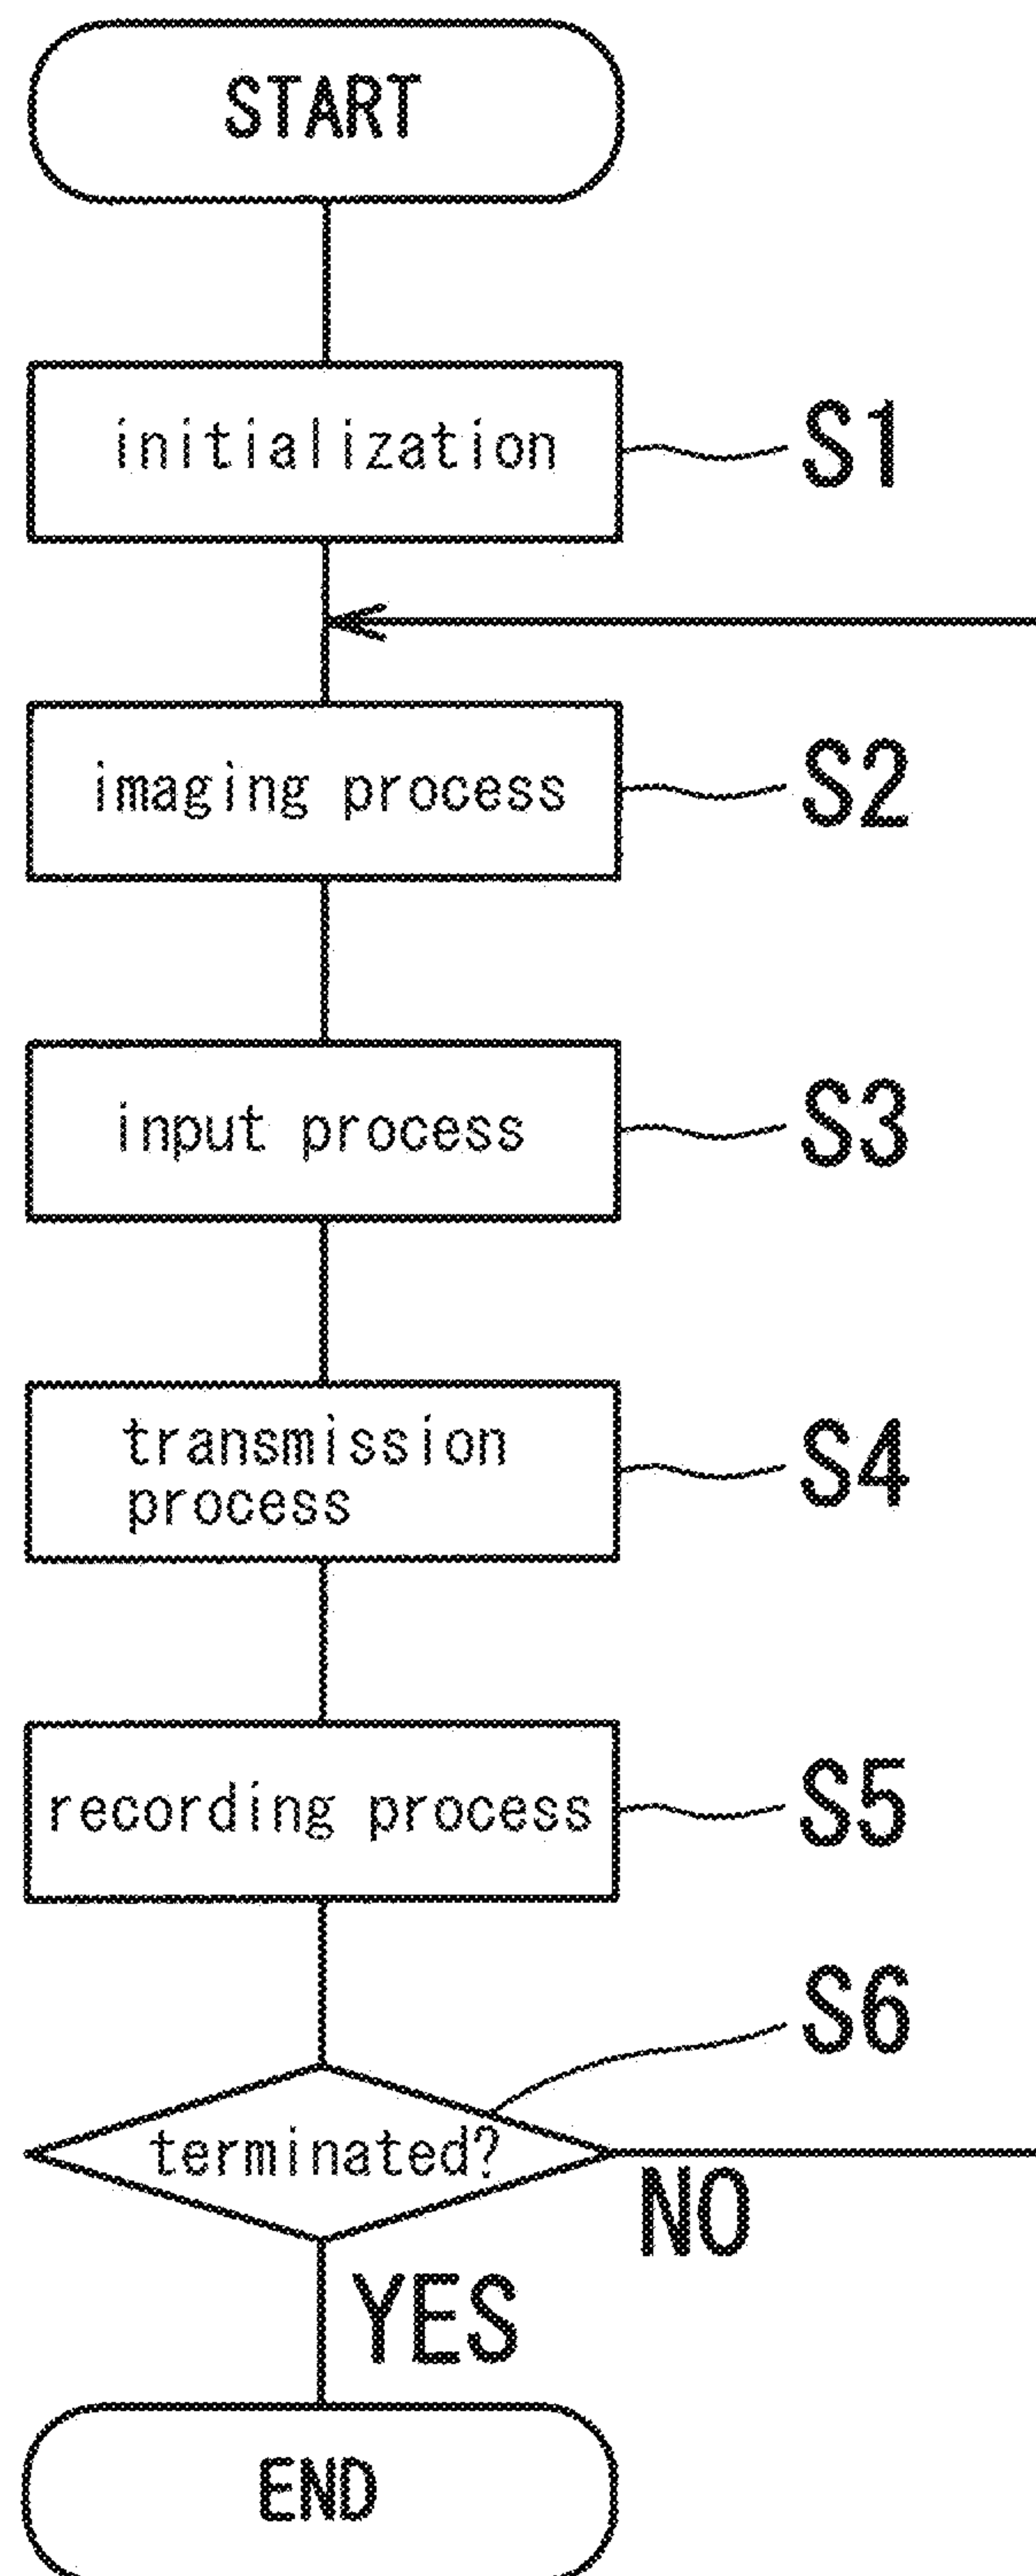 START
initialization
S1
imaging process
S2
input process
S3
transmission
process
S4
recording process
S5
S6
terminated?
NO
YES
END